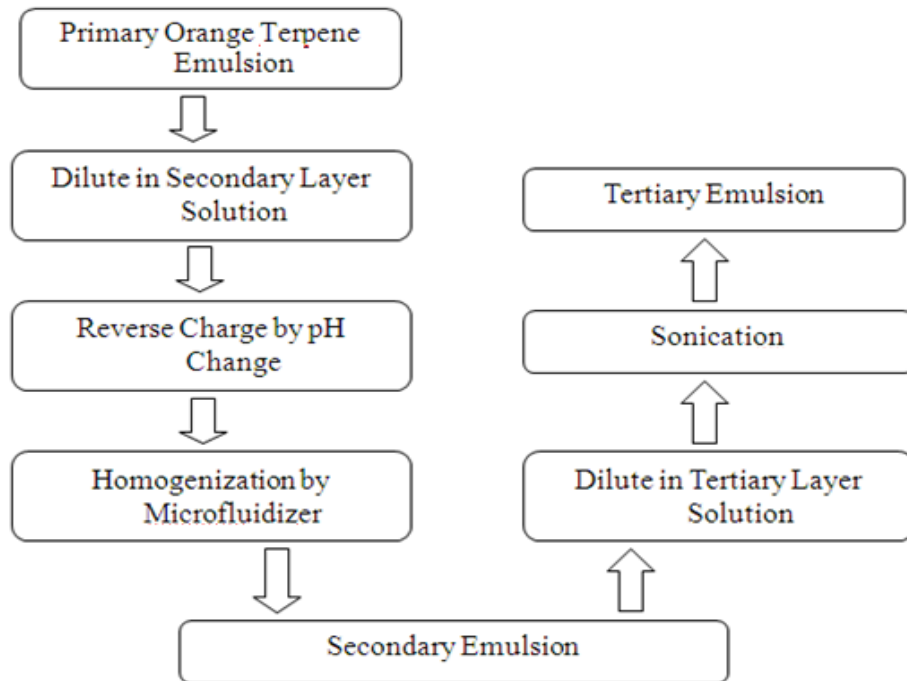 Primary Orange Terpene
Emulsion
Dilute in Secondary Layer
Solution
Reverse Charge by pH
Change
Homogenization by
Microfluidizer
Secondary Emulsion
Dilute in Tertiary Layer
Solution
Sonication
Tertiary Emulsion